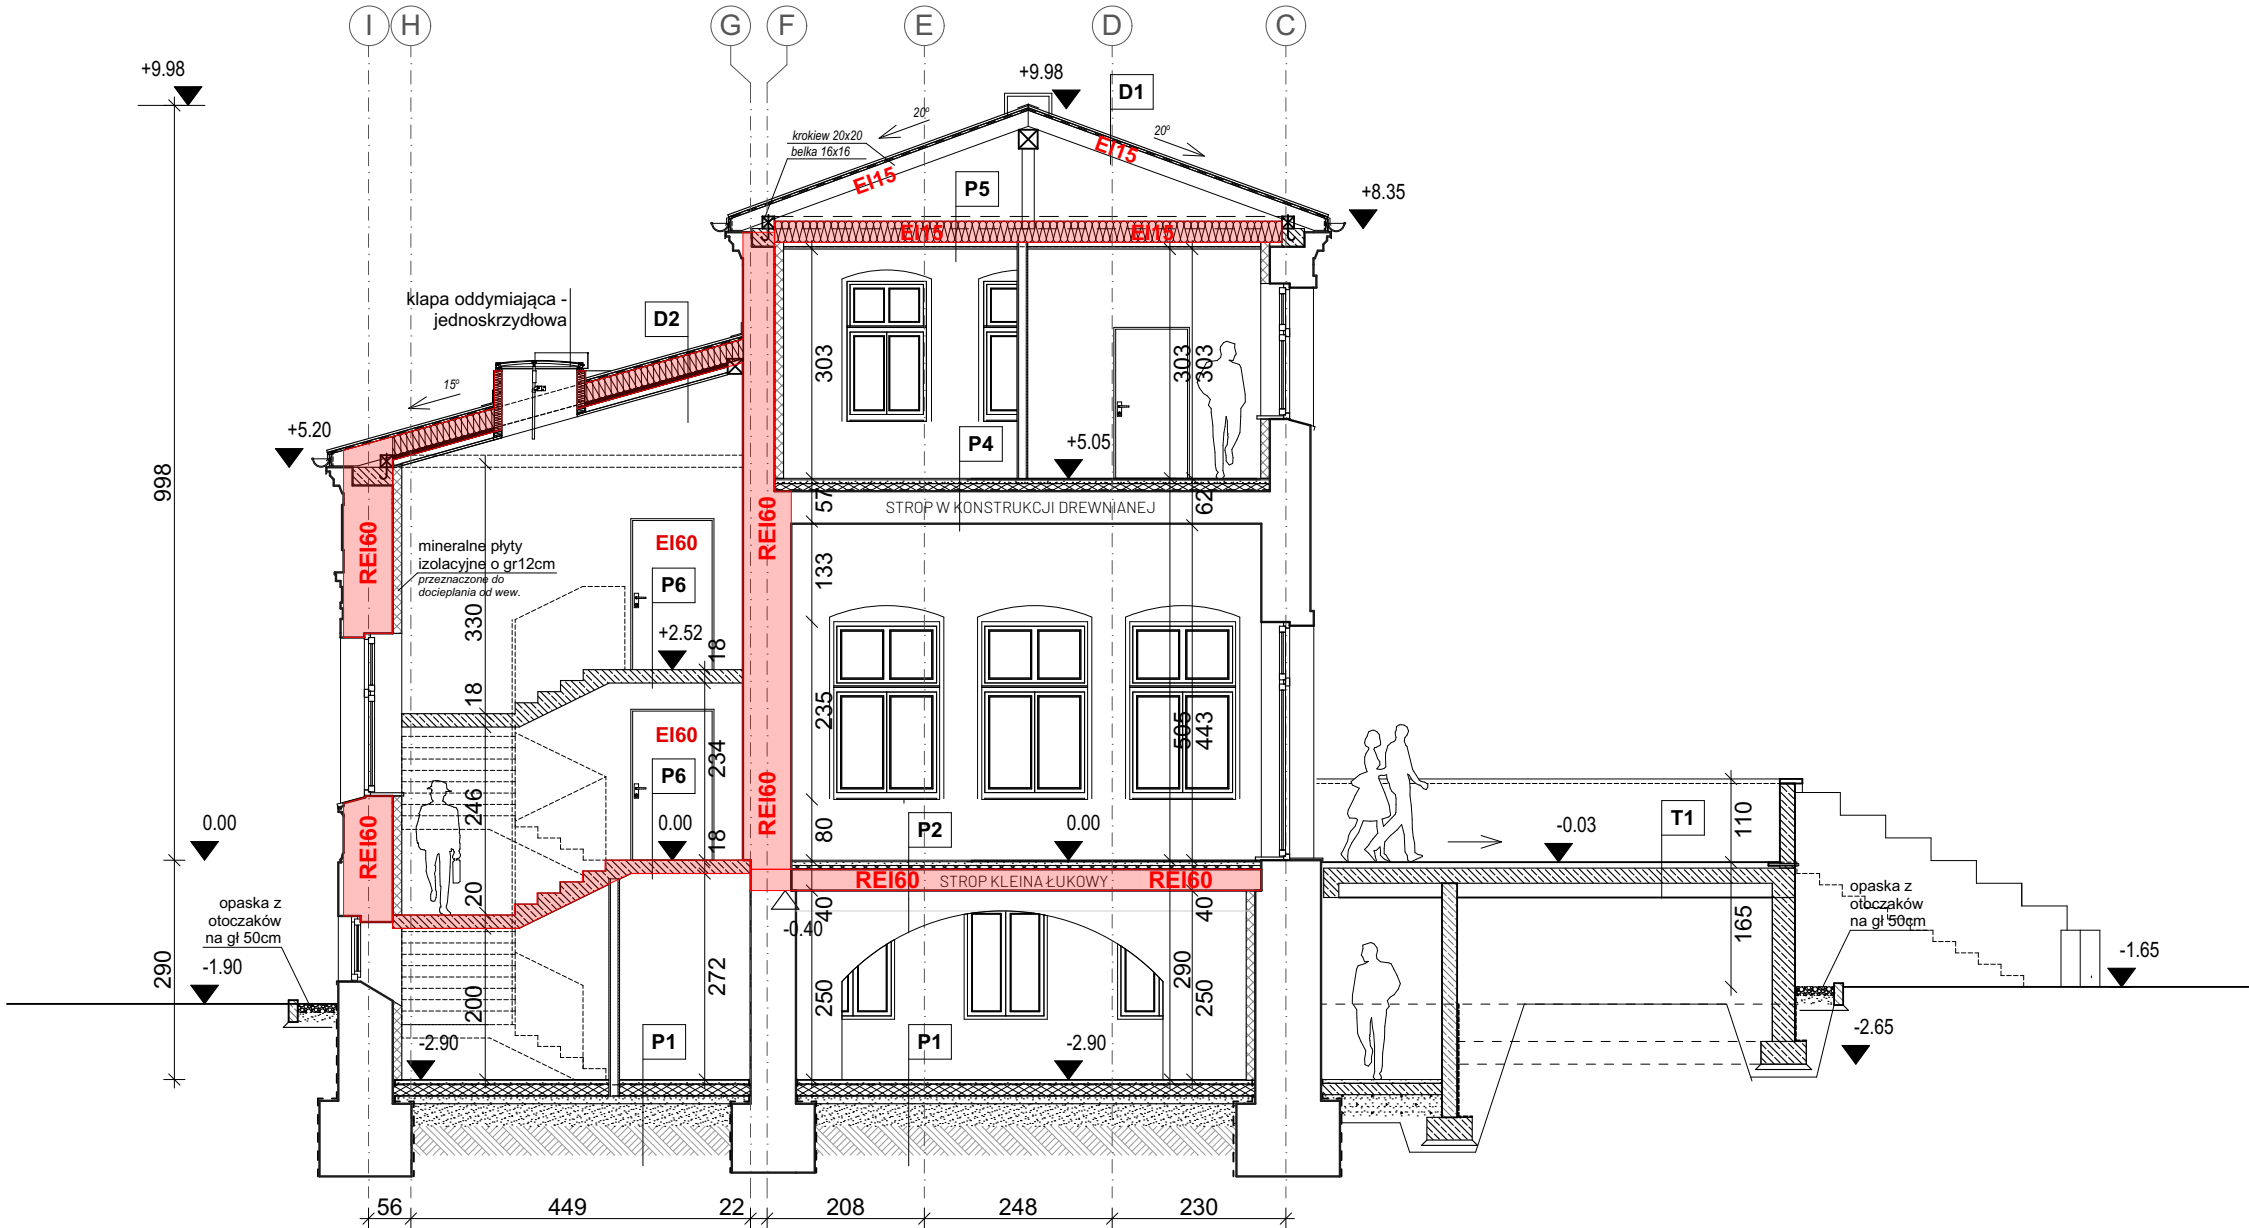 I H G F E D C
+9.98
+9.98
D1
20º
20º
krokiew 20x20
belka 16x16
EI15
EI15
P5
+8.35
EI15
EI15
klapa oddymiająca -
jednoskrzydłowa
D2
15º
303
303
303
+5.20
P4
+5.05
998
57
62
STROP W KONSTRUKCJI DREWNIANEJ
REI60
REI60
EI60
mineralne płyty
izolacyjne o gr12cm
przeznaczone do
docieplania od wew.
P6
133
330
+2.52
18
18
235
505
443
EI60
234
P6
REI60
246
REI60
80
0.00
0.00
18
P2
0.00
-0.03
T1
110
REI60
STROP KLEINA ŁUKOWY
REI60
20
40
40
-0.40
opaska z
otoczaków
na gł 50cm
opaska z
otoczaków
na gł 50cm
165
290
-1.90
272
290
250
250
200
-1.65
-2.90
P1
P1
-2.90
-2.65
56 449 22 208 248 230